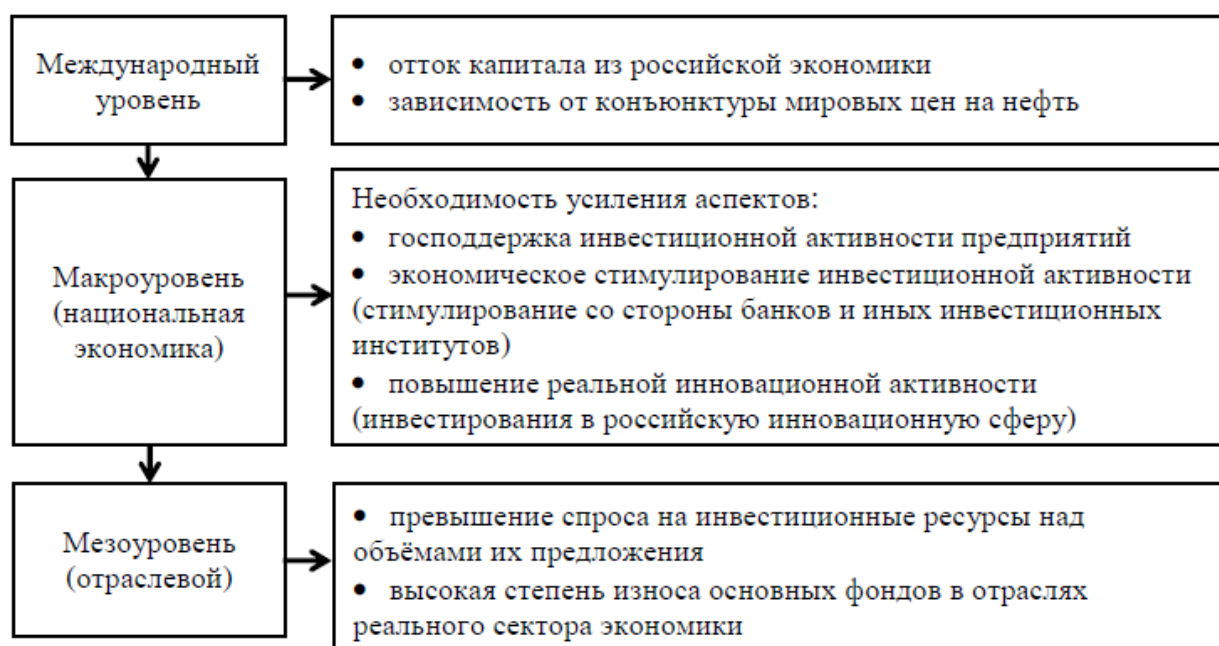 Международный
уровень
• отток капитала из российской экономики
• зависимость от конъюнктуры мировых цен на нефть
Макроуровень
(национальная
экономика)
Необходимость усиления аспектов:
• господдержка инвестиционной активности предприятий
• экономическое стимулирование инвестиционной активности
(стимулирование со стороны банков и иных инвестиционных
институтов)
• повышение реальной инновационной активности
(инвестирования в российскую инновационную сферу)
Мезоуровень
(отраслевой)
• превышение спроса на инвестиционные ресурсы над
объёмами их предложения
• высокая степень износа основных фондов в отраслях
реального сектора экономики